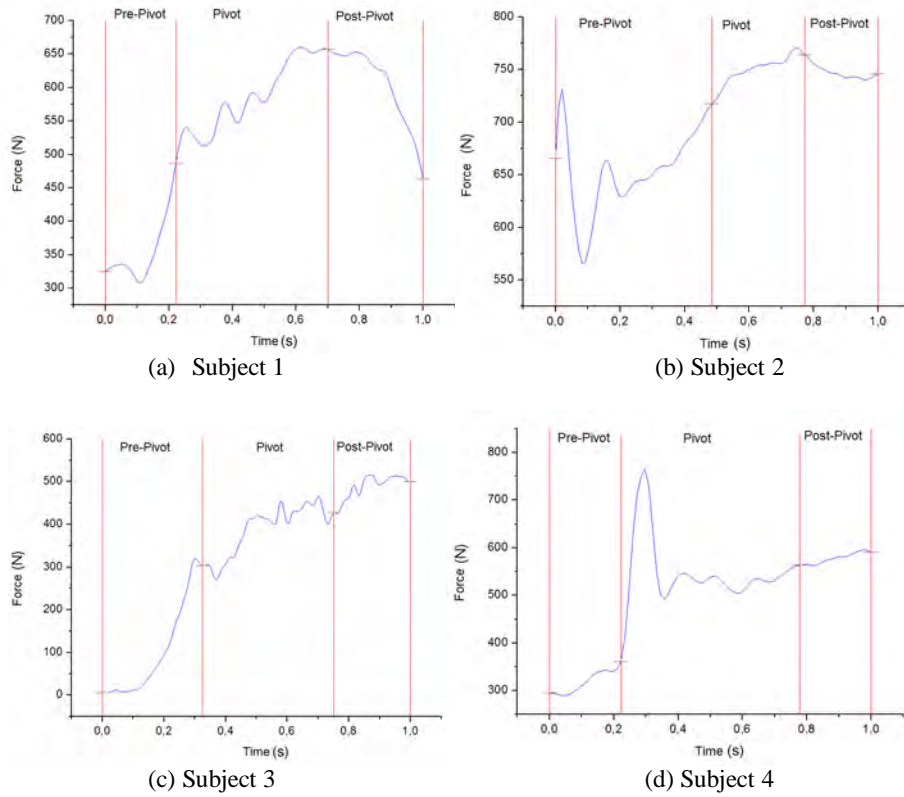 Pre-Pivot Pivot Post-Pivot
700
650
600
550
500
450
400
350
300
Force (N)
0,0 0,2 0,4 0,6 0,8 1,0
Time (s)
(a) Subject 1
Pre-Pivot Pivot Post-Pivot
800
750
700
650
600
550
Force (N)
0,0 0,2 0,4 0,6 0,8 1,0
Time (s)
(b) Subject 2
Pre-Pivot Pivot Post-Pivot
600
500
400
300
200
100
0
Force (N)
0,0 0,2 0,4 0,6 0,8 1,0
Time (s)
(c) Subject 3
Pre-Pivot Pivot Post-Pivot
800
700
600
500
400
300
Force (N)
0,0 0,2 0,4 0,6 0,8 1,0
Time (s)
(d) Subject 4